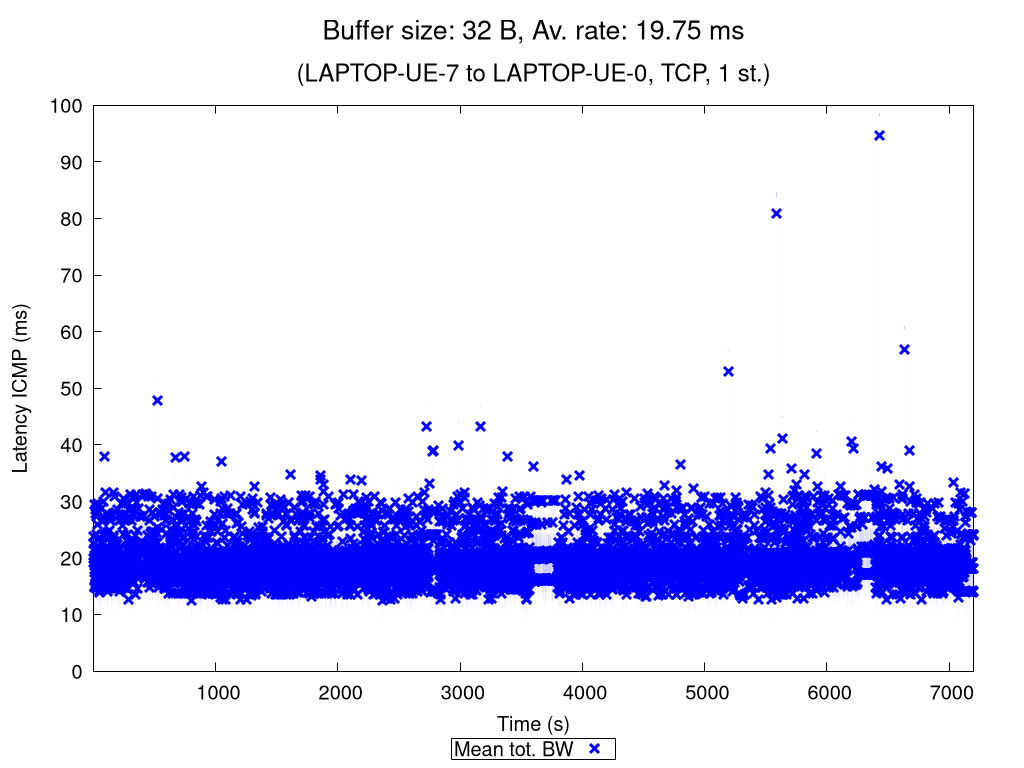 Buffer size: 32 B, Av. rate: 19.75 ms
(LAPTOP-UE-7 to LAPTOP-UE-0, TCP, 1 st.)
100
90
80
70
60
50
40
30
20
10
0
Latency ICMP (ms)
1000 2000 3000 4000 5000 6000 7000
Time (s)
Mean tot. BW